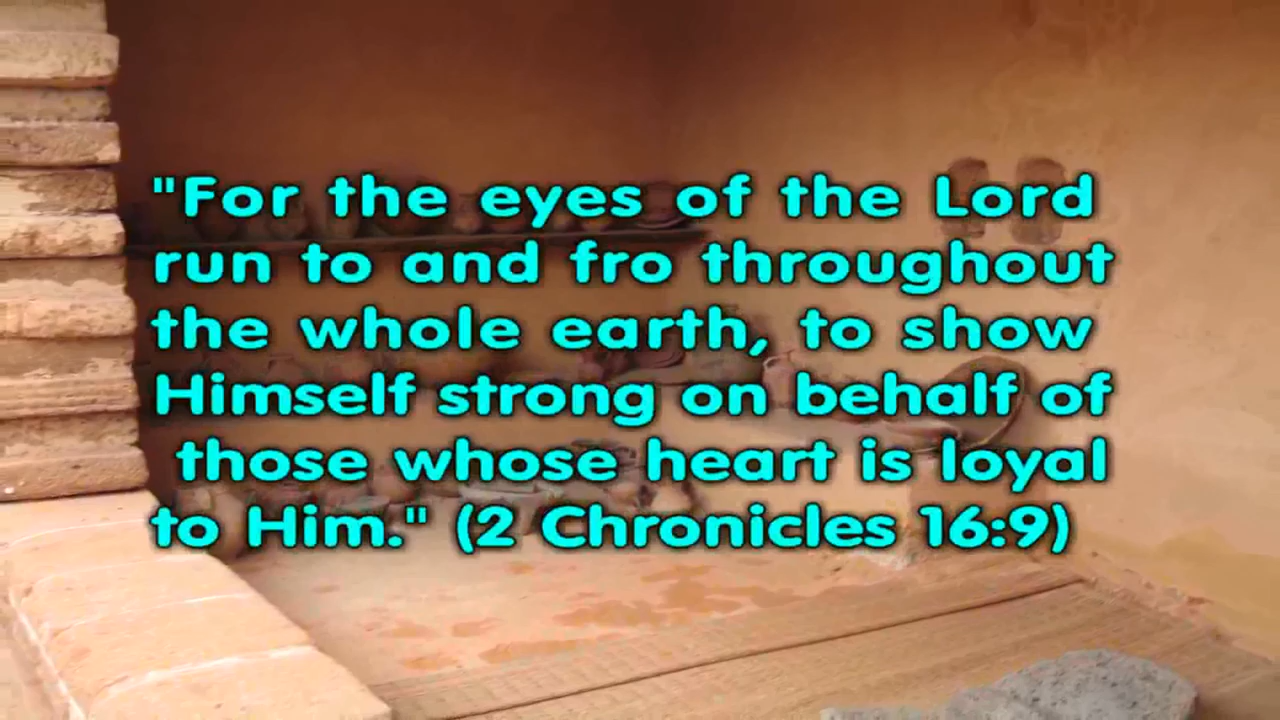 "For the eyes of the Lord
run to and fro throughout
the whole earth, to show
Himself strong on behalf of
those whose heart is loyal
to Him." (2 Chronicles 16:9)